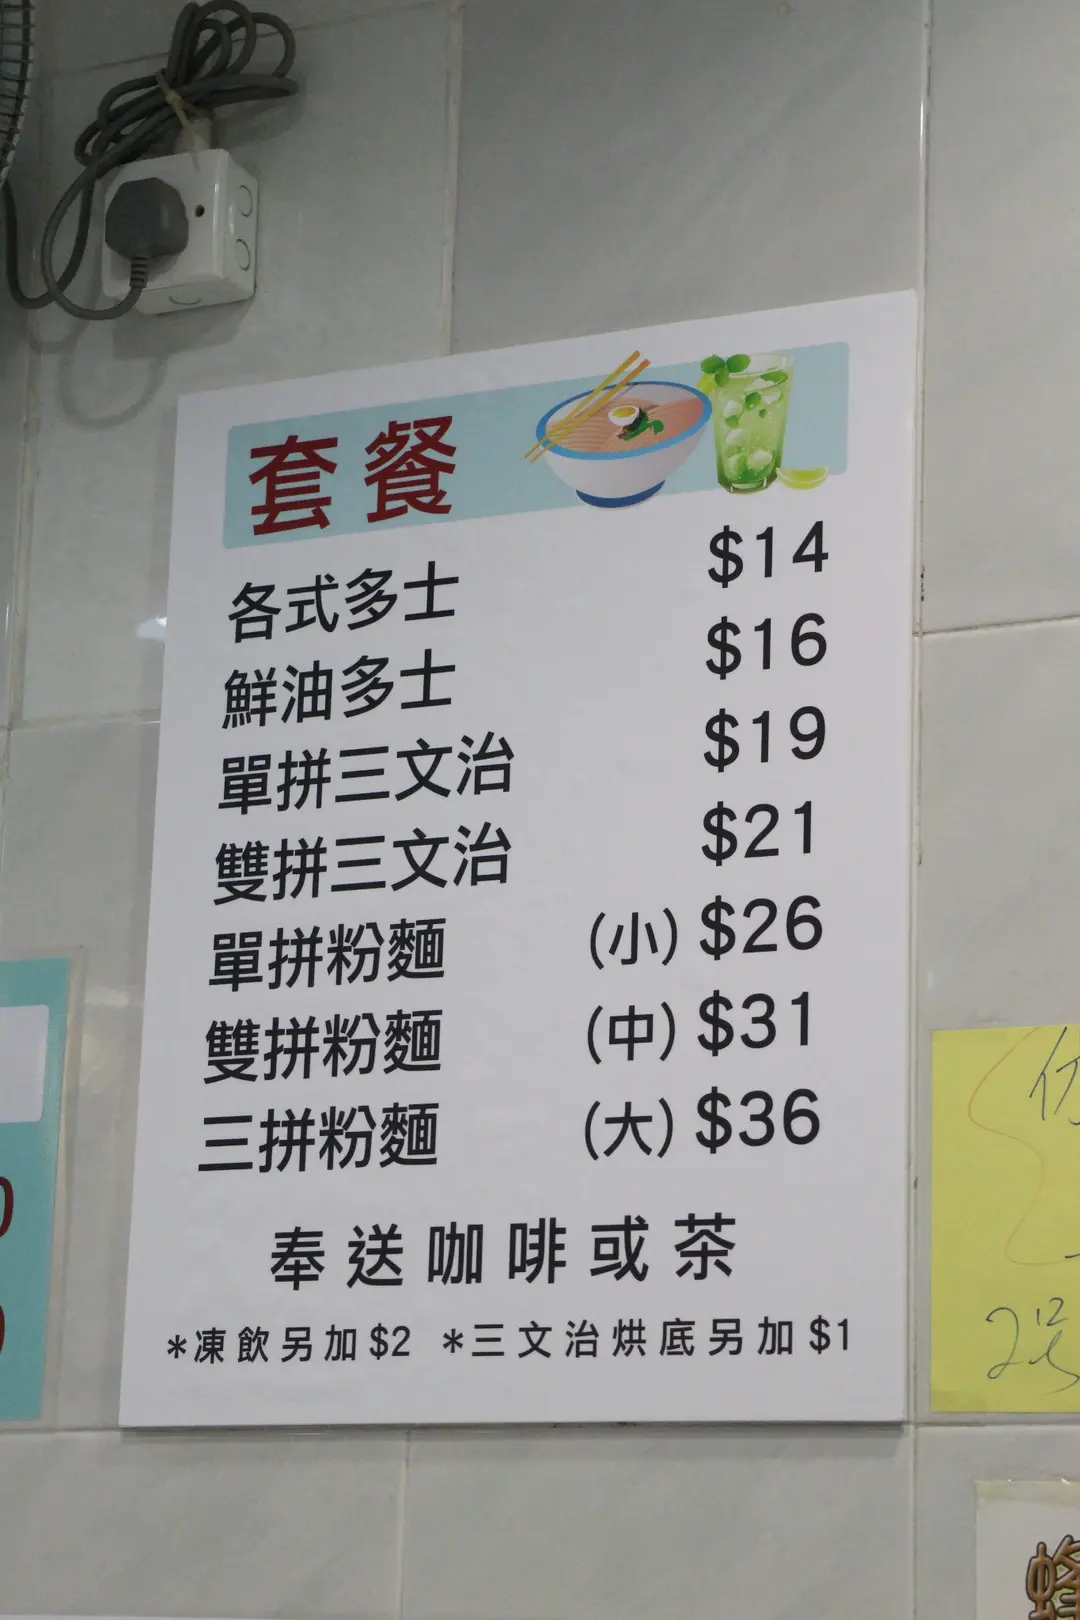 套餐
各式多士 $14
鮮油多士 $16
單拼三文治 $19
雙拼三文治 $21
單拼粉麵 (小) $26
雙拼粉麵 (中) $31
三拼粉麵 (大) $36
奉送咖啡或茶
*凍飲另加$2 *三文治烘底另加$1
2号